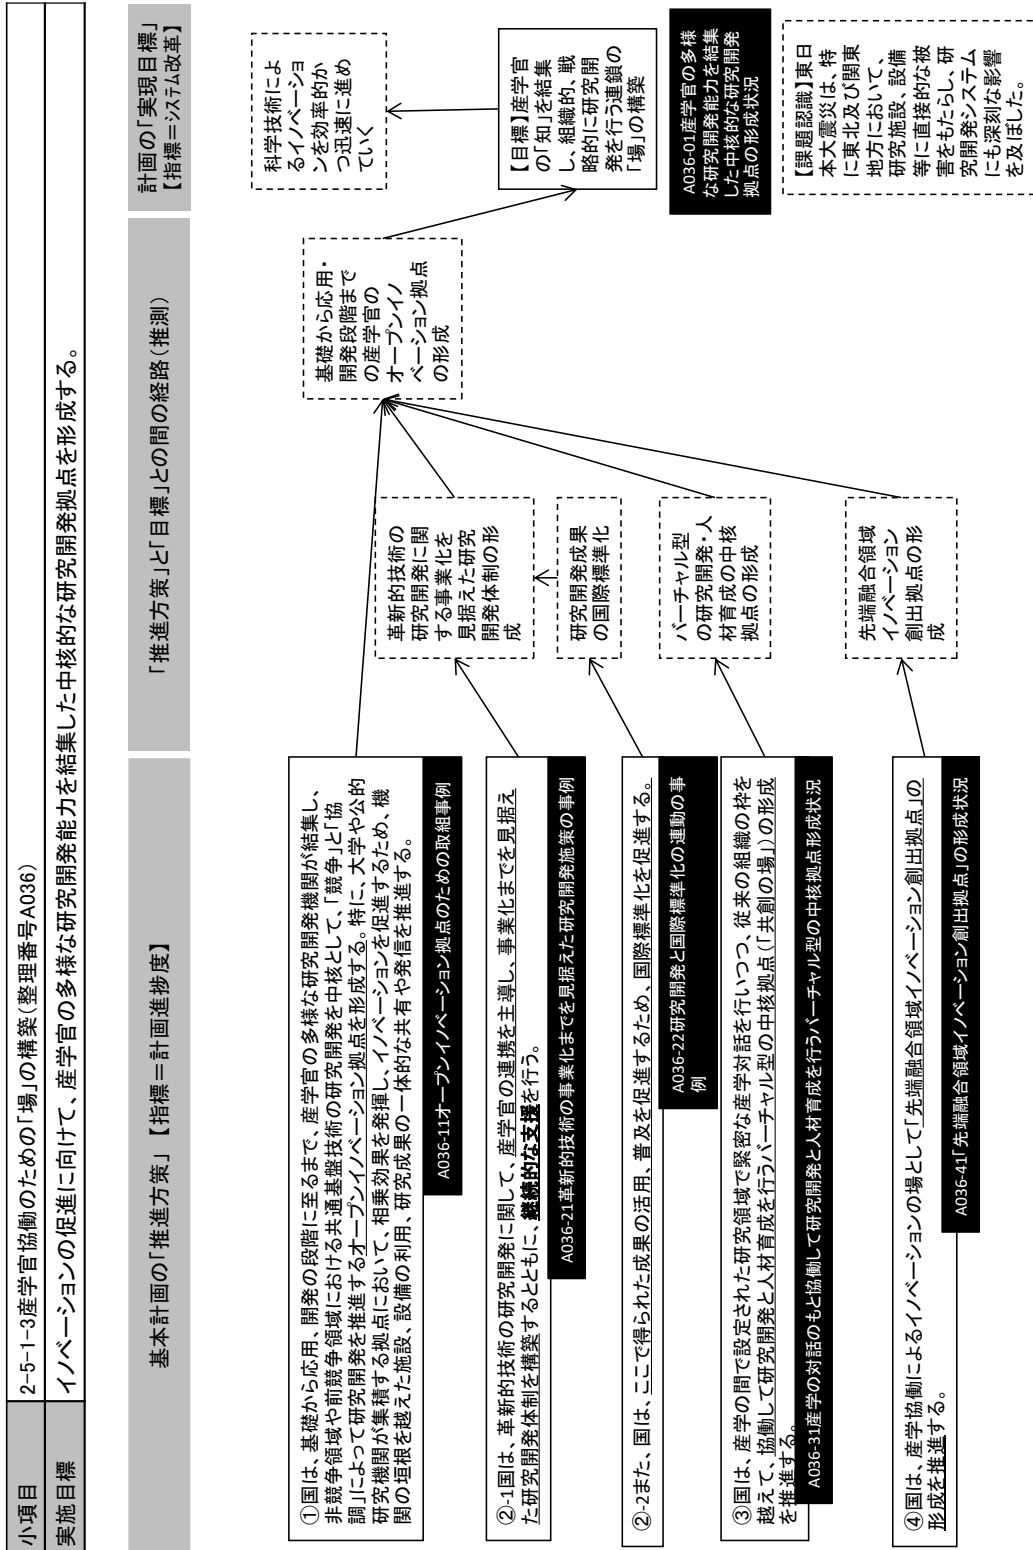 小項目
2-5-1-3産学官協働のための「場」の構築(整理番号A036)
実施目標
イノベーションの促進に向けて、産学官の多様な研究開発能力を結集した中核的な研究開発拠点を形成する。
基本計画の「推進方策」【指標=計画進捗度】
「推進方策」と「目標」との間の経路(推測)
計画の「実現目標」
【指標=システム改革】
①国は、基礎から応用、開発の段階に至るまで、産学官の多様な研究開発機関が結集し、
非競争領域や前競争領域における共通基盤技術の研究開発を中核として、「競争」と「協
調」によって研究開発を推進するオープンイノベーション拠点を形成する。特に、大学や公的
研究機関が集積する拠点において、相乗効果を発揮し、イノベーションを促進するため、機
関の垣根を越えた施設、設備の利用、研究成果の一体的な共有や発信を推進する。
A036-11オープンイノベーション拠点のための取組事例
②-1国は、革新的技術の研究開発に関して、産学官の連携を主導し、事業化までを見据え
た研究開発体制を構築するとともに、継続的な支援を行う。
A036-21革新的技術の事業化までを見据えた研究開発施策の事例
②-2また、国は、ここで得られた成果の活用、普及を促進するため、国際標準化を促進する。
A036-22研究開発と国際標準化の連動の事
例
③国は、産学の間で設定された研究領域で緊密な産学対話を行いつつ、従来の組織の枠を
越えて、協働して研究開発と人材育成を行うバーチャル型の中核拠点(「共創の場」)の形成
を推進する。
A036-31産学の対話のもと協働して研究開発と人材育成を行うバーチャル型の中核拠点形成状況
④国は、産学協働によるイノベーションの場として「先端融合領域イノベーション創出拠点」の
形成を推進する。
A036-41「先端融合領域イノベーション創出拠点」の形成状況
革新的技術の
研究開発に関
する事業化を
見据えた研究
開発体制の形
成
研究開発成果
の国際標準化
バーチャル型
の研究開発・人
材育成の中核
拠点の形成
先端融合領域
イノベーション
創出拠点の形
成
基礎から応用・
開発段階まで
の産学官の
オープンイノ
ベーション拠点
の形成
科学技術によ
るイノベーショ
ンを効率的か
つ迅速に進め
ていく
【目標】産学官
の「知」を結集
し、組織的、戦
略的に研究開
発を行う連鎖の
「場」の構築
A036-01産学官の多様
な研究開発能力を結集
した中核的な研究開発
拠点の形成状況
【課題認識】東日
本大震災は、特
に東北及び関東
地方において、
研究施設、設備
等に直接的な被
害をもたらし、研
究開発システム
にも深刻な影響
を及ぼした。